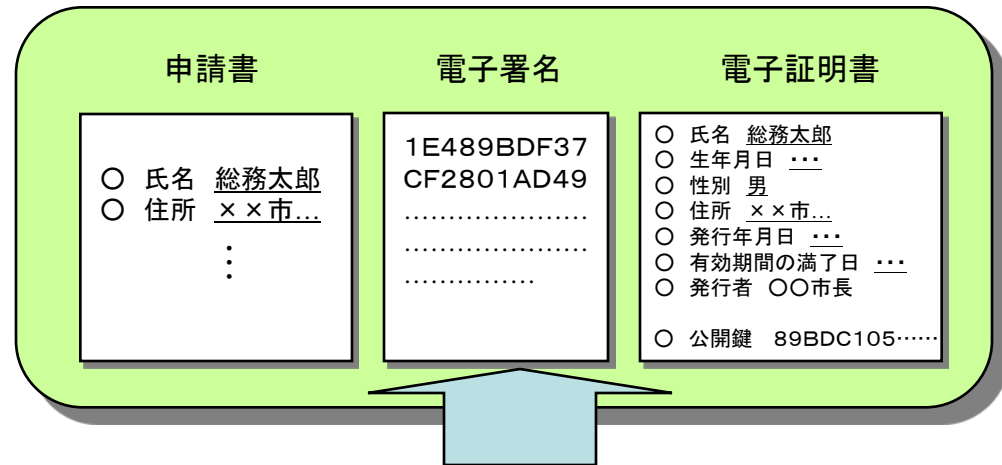 申請書
○ 氏名 総務太郎
○ 住所 ××市...
⋮
電子署名
1E489BDF37
CF2801AD49
.....................
.....................
...............
電子証明書
○ 氏名 総務太郎
○ 生年月日 ・・・
○ 性別 男
○ 住所 ××市...
○ 発行年月日 ・・・
○ 有効期間の満了日 ・・・
○ 発行者 ○○市長
○ 公開鍵 89BDC105……